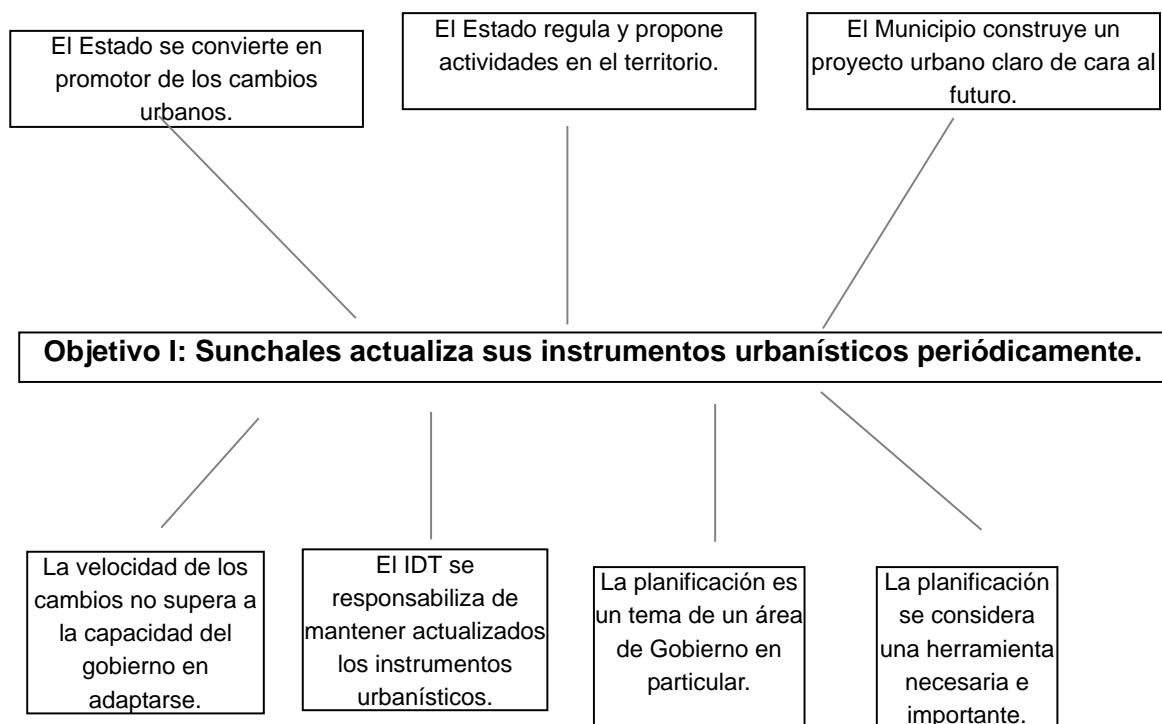 El Estado se convierte en
promotor de los cambios
urbanos.
El Estado regula y propone
actividades en el territorio.
El Municipio construye un
proyecto urbano claro de cara al
futuro.
Objetivo I: Sunchales actualiza sus instrumentos urbanísticos periódicamente.
La velocidad de los
cambios no supera a
la capacidad del
gobierno en
adaptarse.
El IDT se
responsabiliza de
mantener actualizados
los instrumentos
urbanísticos.
La planificación es
un tema de un área
de Gobierno en
particular.
La planificación
se considera
una herramienta
necesaria e
importante.